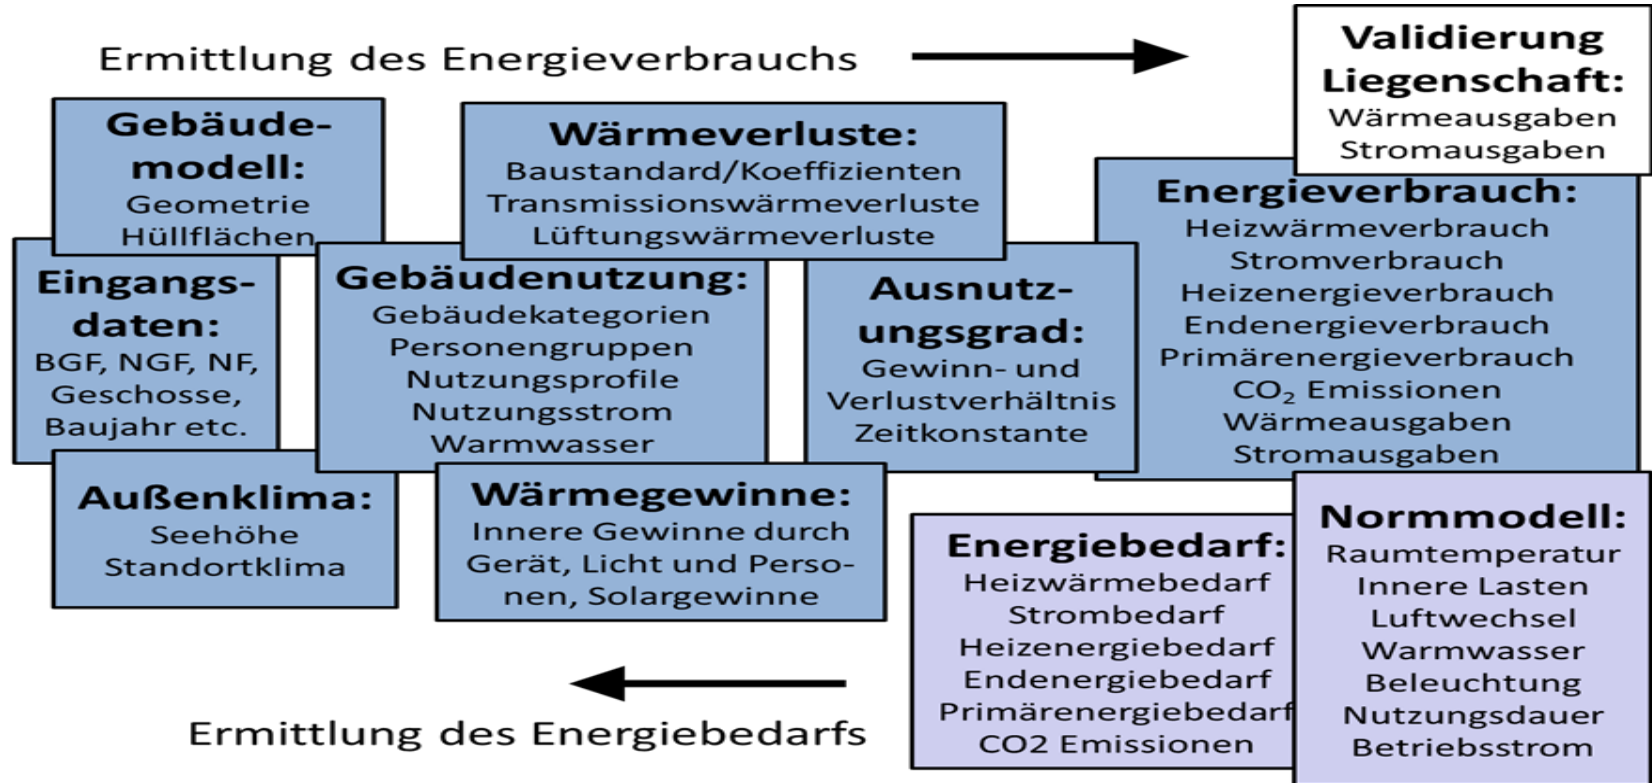 Ermittlung des Energieverbrauchs
Validierung
Liegenschaft:
Wärmeausgaben
Stromausgaben
Gebäude-
modell:
Geometrie
Hüllflächen
Wärmeverluste:
Baustandard/Koeffizienten
Transmissionswärmeverluste
Lüftungswärmeverluste
Energieverbrauch:
Heizwärmeverbrauch
Stromverbrauch
Heizenergieverbrauch
Endenergieverbrauch
Primärenergieverbrauch
CO₂ Emissionen
Wärmeausgaben
Stromausgaben
Eingangs-
daten:
BGF, NGF, NF,
Geschosse,
Baujahr etc.
Gebäudenutzung:
Gebäudekategorien
Personengruppen
Nutzungsprofile
Nutzungsstrom
Warmwasser
Ausnutz-
ungsgrad:
Gewinn- und
Verlustverhältnis
Zeitkonstante
Außenklima:
Seehöhe
Standortklima
Wärmegewinne:
Innere Gewinne durch
Gerät, Licht und Perso-
nen, Solargewinne
Energiebedarf:
Heizwärmebedarf
Strombedarf
Heizenergiebedarf
Endenergiebedarf
Primärenergiebedarf
CO2 Emissionen
Normmodell:
Raumtemperatur
Innere Lasten
Luftwechsel
Warmwasser
Beleuchtung
Nutzungsdauer
Betriebsstrom
Ermittlung des Energiebedarfs